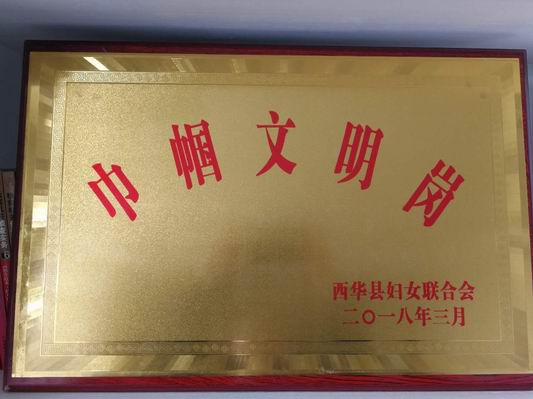 巾帼文明岗
西华县妇女联合会
二〇一八年三月